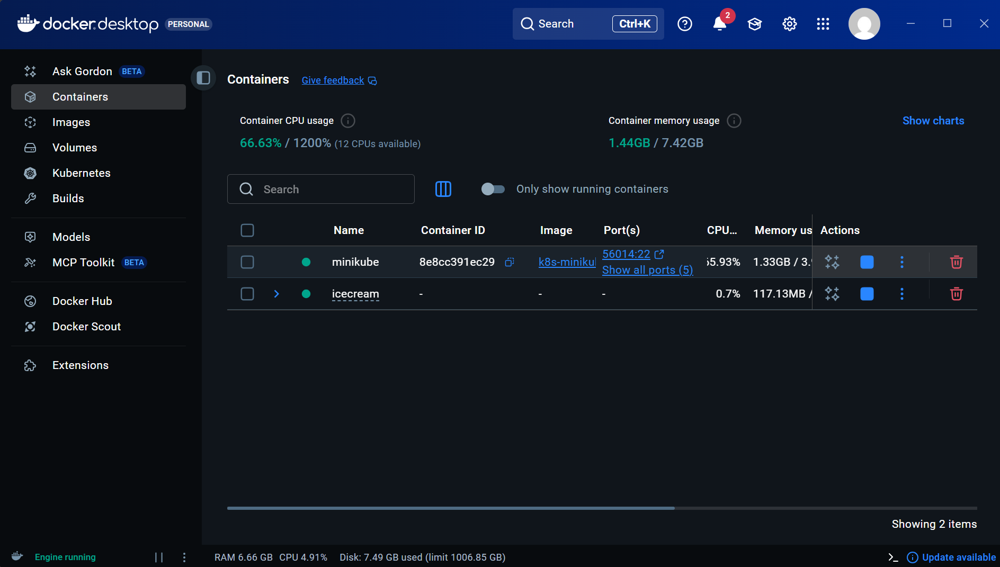 docker.desktop PERSONAL
Search Ctrl+K
2
Ask Gordon BETA
Containers
Images
Volumes
Kubernetes
Builds
Models
MCP Toolkit BETA
Docker Hub
Docker Scout
Extensions
Containers Give feedback
Container CPU usage
66.63% / 1200% (12 CPUs available)
Container memory usage
1.44GB / 7.42GB
Show charts
Search
Only show running containers
Name Container ID Image Port(s) CPU... Memory us Actions
minikube 8e8cc391ec29 k8s-miniku 56014:22 5.93% 1.33GB / 3.
Show all ports (5)
icecream - - - 0.7% 117.13MB /
Showing 2 items
Engine running
RAM 6.66 GB CPU 4.91% Disk: 7.49 GB used (limit 1006.85 GB)
>_ Update available